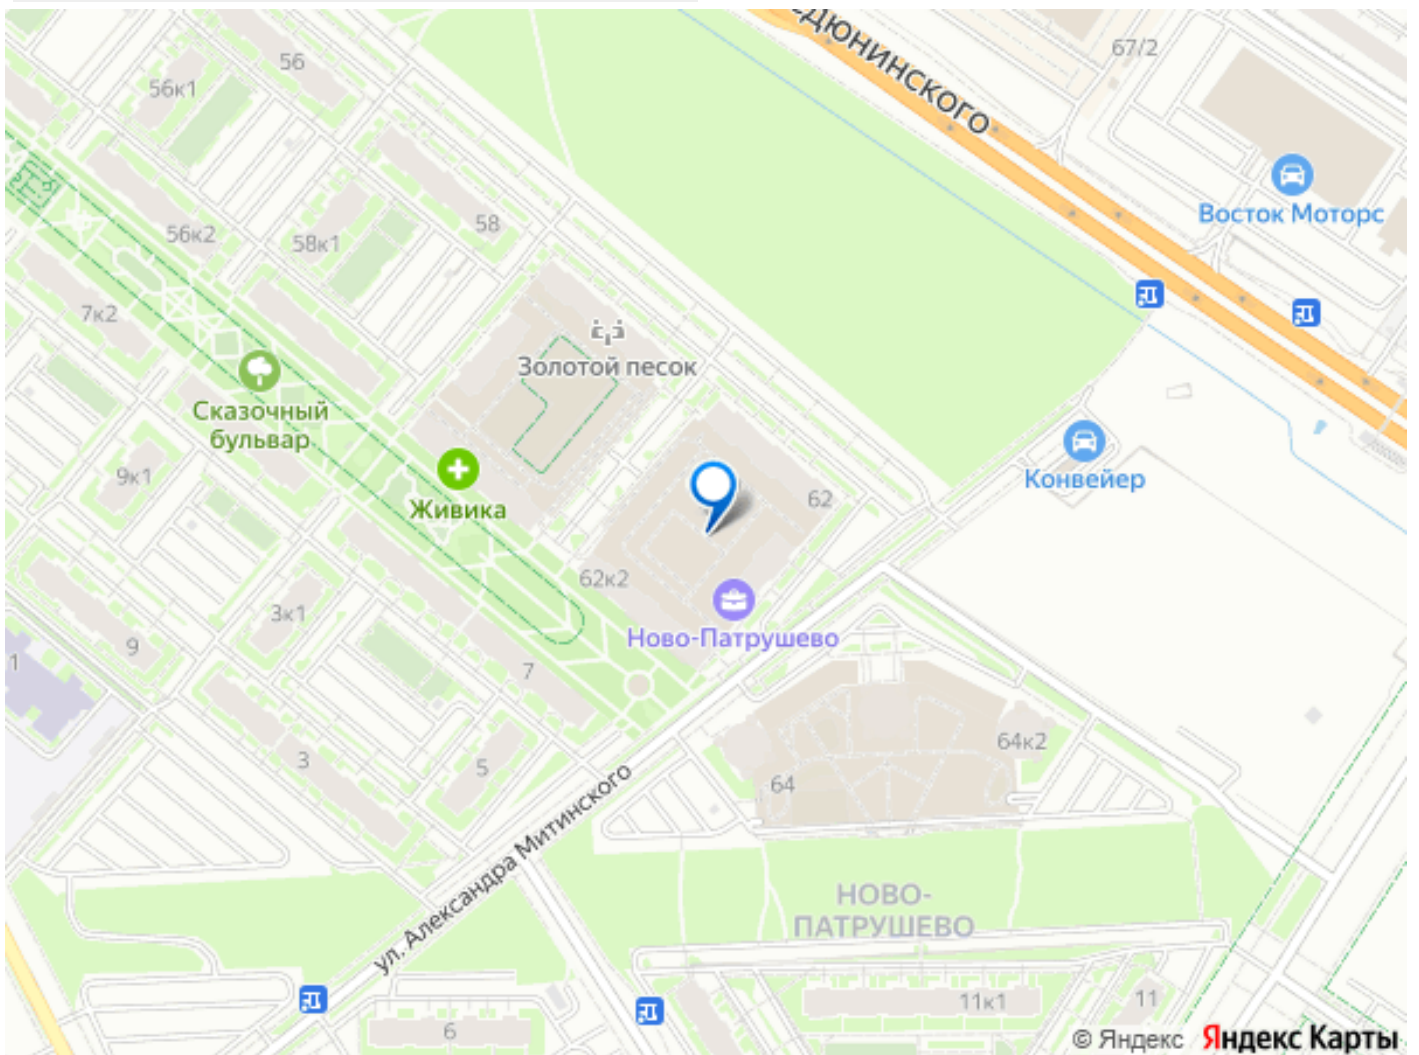 едюнинского
67/2
56
56к1
Восток Моторс
58
56к2
58к1
7к2
Золотой песок
Сказочный
бульвар
9к1
Живика
62
Конвейер
62к2
3к1
9
Ново-Патрушево
1
7
3
5
64к2
64
ул. Александра Митинского
НОВО-
ПАТРУШЕВО
11к1
11
6
© Яндекс Яндекс Карты